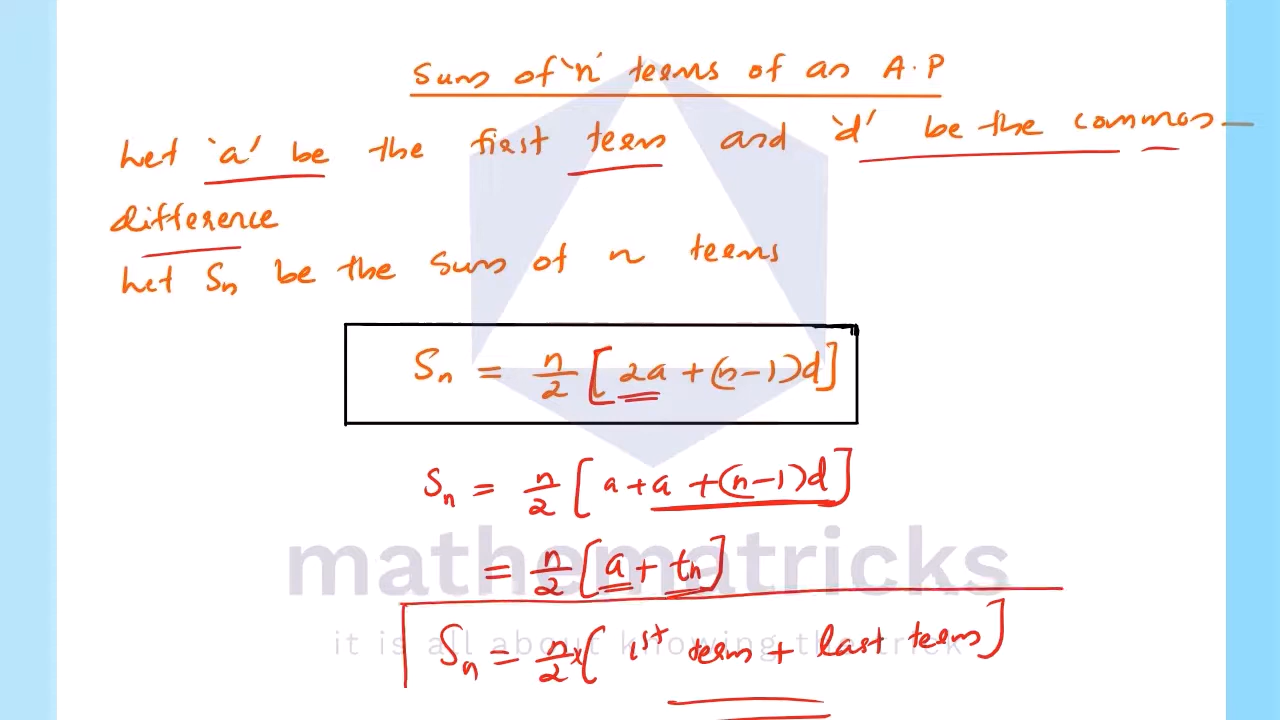 Sum of 'n' terms of an A.P
Let 'a' be the first term and 'd' be the common
difference
Let Sn be the sum of n terms
Sn = n/2 [2a + (n-1)d]
Sn = n/2 [a + a + (n-1)d]
= n/2 [a + tn]
mathematricks
it is all about knowing the trick
Sn = n/2 x (1st term + last term]